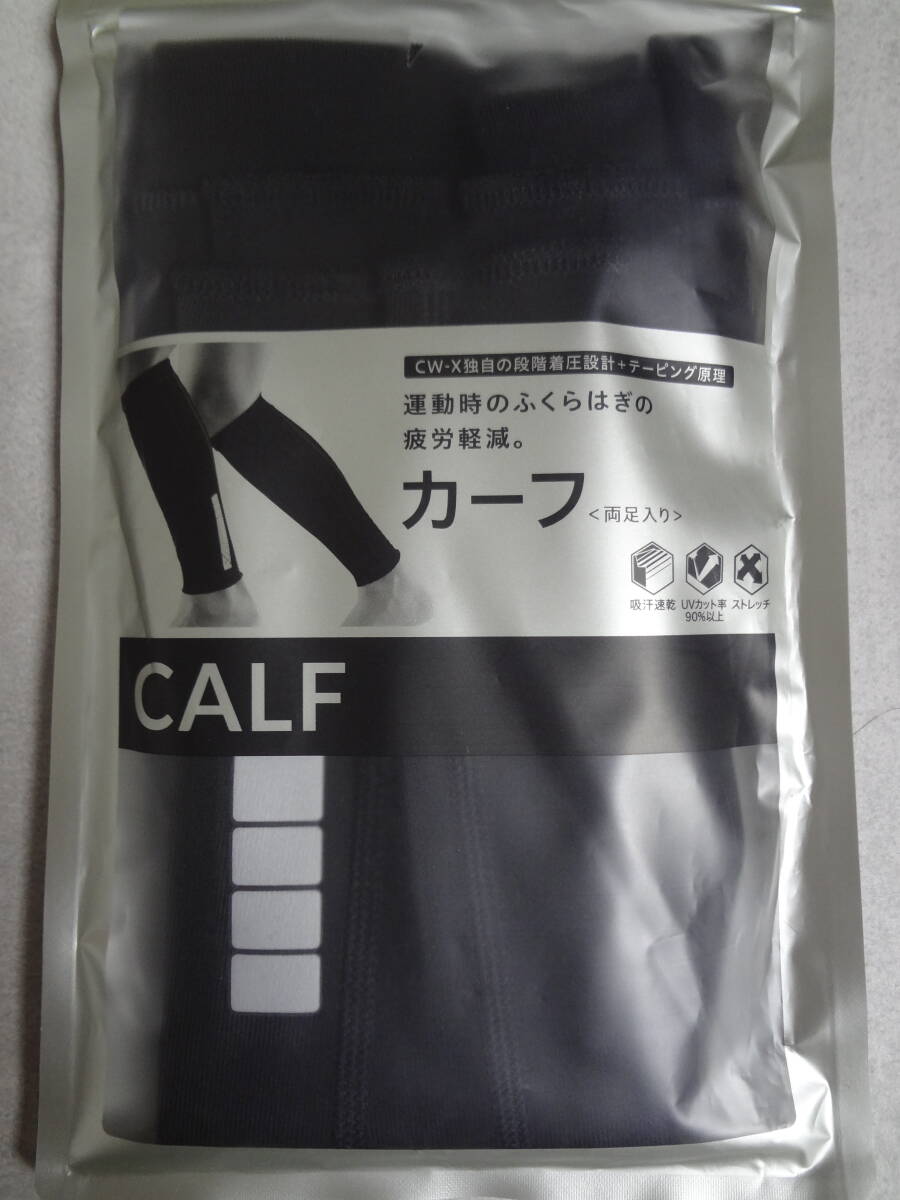 CW-X独自の段階着圧設計+テーピング原理
運動時のふくらはぎの
疲労軽減。
カーフ<両足入り>
吸汗速乾 UVカット率 ストレッチ
90%以上
CALF